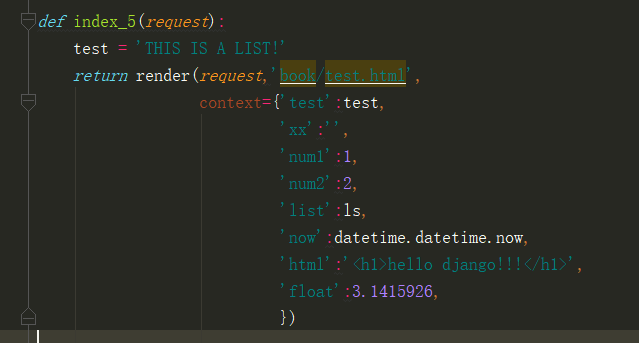 def index_5(request):
    test = 'THIS IS A LIST!'
    return render(request,'book/test.html',
                  context={'test':test,
                           'xx':'',
                           'num1':1,
                           'num2':2,
                           'list':ls,
                           'now':datetime.datetime.now,
                           'html':'<h1>hello django!!!</h1>',
                           'float':3.1415926,
                           })